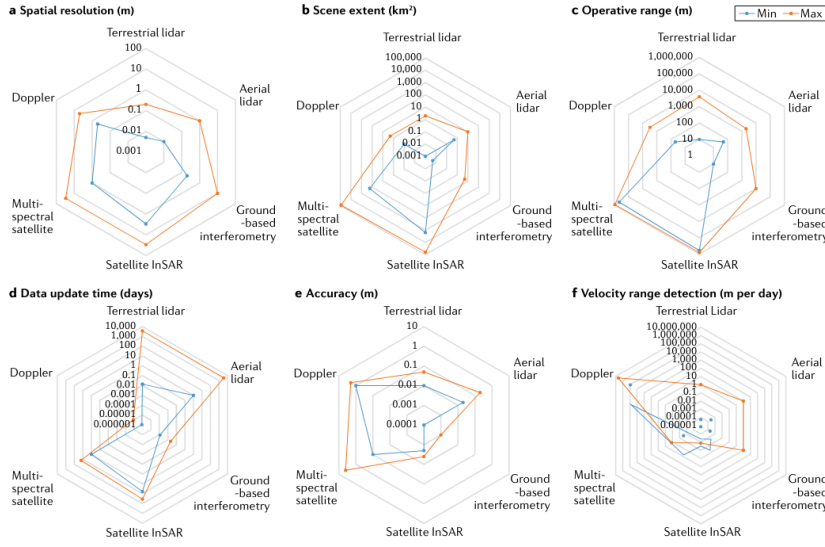 a Spatial resolution (m)
Terrestrial lidar
100
10
1
0.1
0.01
0.001
Aerial
lidar
Ground
-based
interferometry
Satellite InSAR
Multi-
spectral
satellite
Doppler
b Scene extent (km²)
Terrestrial lidar
100,000
10,000
1,000
100
10
1
0.1
0.01
0.001
Aerial
lidar
Ground
-based
interferometry
Satellite InSAR
Multi-
spectral
satellite
Doppler
c Operative range (m)
Min Max
Terrestrial lidar
1,000,000
100,000
10,000
1,000
100
10
1
Aerial
lidar
Ground
-based
interferometry
Satellite InSAR
Multi-
spectral
satellite
Doppler
d Data update time (days)
Terrestrial lidar
10,000
1,000
100
10
1
0.1
0.01
0.001
0.0001
0.00001
0.000001
Aerial
lidar
Ground
-based
interferometry
Satellite InSAR
Multi-
spectral
satellite
Doppler
e Accuracy (m)
Terrestrial lidar
10
1
0.1
0.01
0.001
0.0001
Aerial
lidar
Ground
-based
interferometry
Satellite InSAR
Multi-
spectral
satellite
Doppler
f Velocity range detection (m per day)
Terrestrial Lidar
10,000,000
1,000,000
100,000
10,000
1,000
100
10
1
0.1
0.01
0.001
0.0001
0.00001
Aerial
lidar
Ground
-based
interferometry
Satellite InSAR
Multi-
spectral
satellite
Doppler